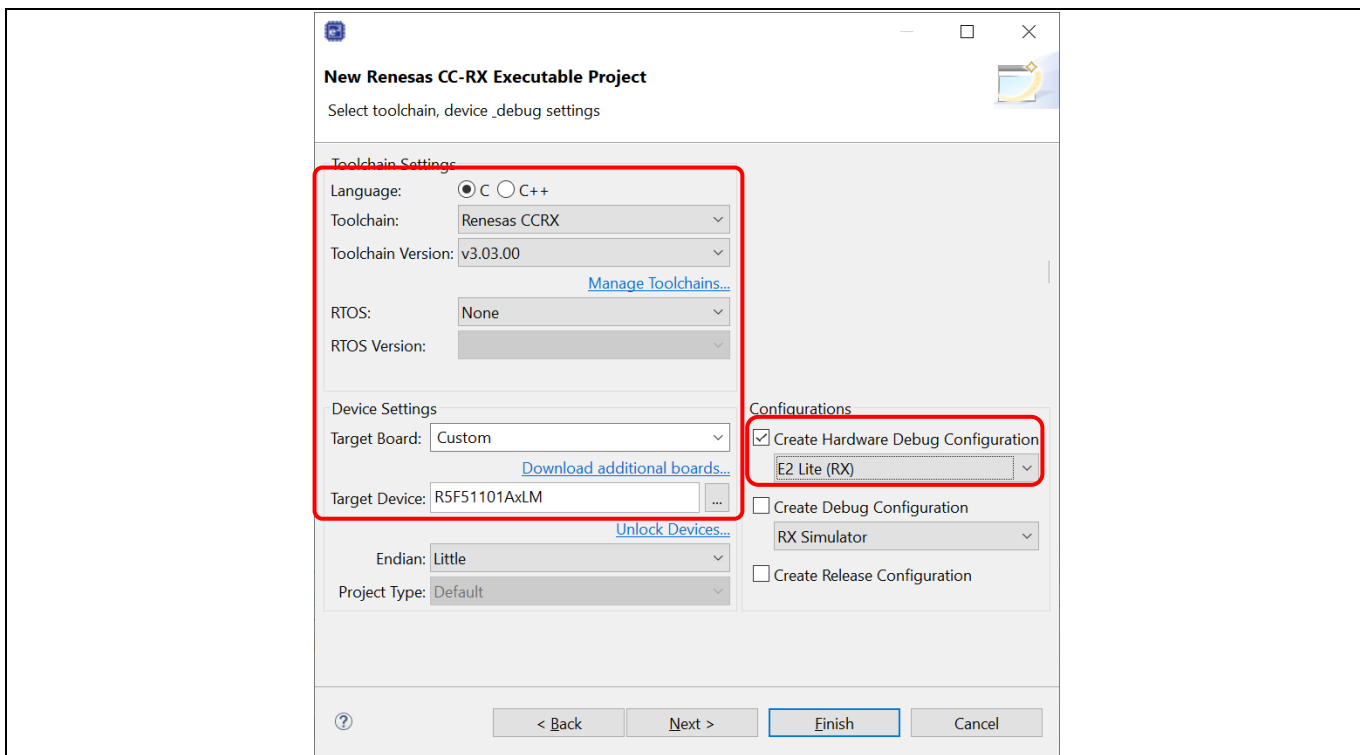 New Renesas CC-RX Executable Project
Select toolchain, device _debug settings
Toolchain Settings
Language: C C++
Toolchain: Renesas CCRX
Toolchain Version: v3.03.00
Manage Toolchains...
RTOS: None
RTOS Version:
Device Settings
Target Board: Custom
Download additional boards...
Target Device: R5F51101AxLM ...
Unlock Devices...
Endian: Little
Project Type: Default
Configurations
Create Hardware Debug Configuration
E2 Lite (RX)
Create Debug Configuration
RX Simulator
Create Release Configuration
? < Back Next > Finish Cancel